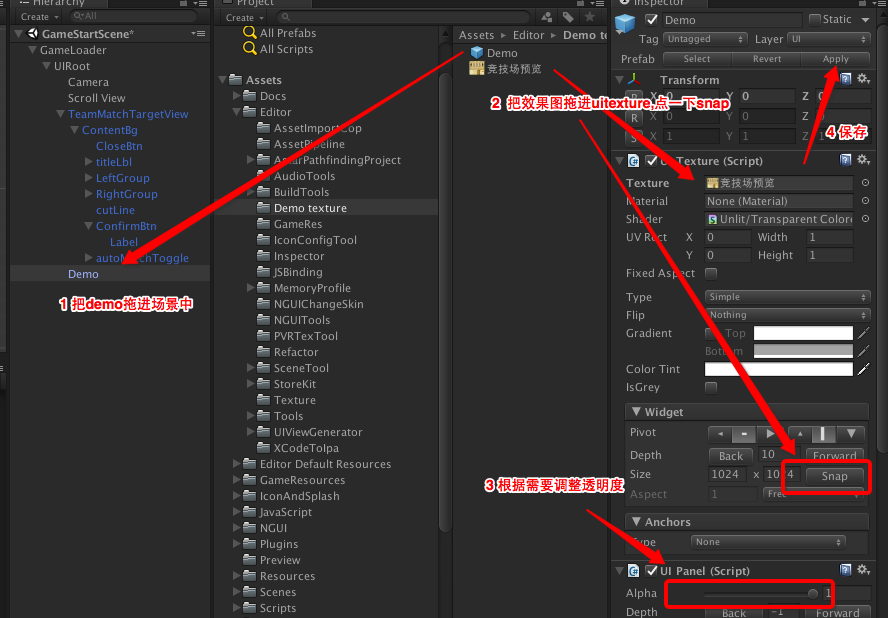 Hierarchy
Create
All
GameStartScene*
GameLoader
UIRoot
Camera
Scroll View
TeamMatchTargetView
ContentBg
CloseBtn
titleLbl
LeftGroup
RightGroup
cutLine
ConfirmBtn
Label
autoMatchToggle
Demo
1 把demo拖进场景中
Project
Create
All Prefabs
All Scripts
Assets
Docs
Editor
AssetImportCop
AssetPipeline
AstarPathfindingProject
AudioTools
BuildTools
Demo texture
GameRes
IconConfigTool
Inspector
JSBinding
MemoryProfile
NGUIChangeSkin
NGUITools
PVRTexTool
Refactor
SceneTool
StoreKit
Texture
Tools
UIViewGenerator
XCodeToIpa
Editor Default Resources
GameResources
IconAndSplash
JavaScript
NGUI
Plugins
Preview
Resources
Scenes
Scripts
Assets Editor Demo te
Demo
竞技场预览
2 把效果图拖进uitexture,点一下snap
3 根据需要调整透明度
Inspector
Demo Static
Tag Untagged Layer UI
Prefab Select Revert Apply
Transform
P X 0 Y 0 Z 0
R X 0 Y 0 Z 0
S X 1 Y 1 Z 1
4 保存
UI Texture (Script)
Texture 竞技场预览
Material None (Material)
Shader Unlit/Transparent Colore
UV Rect X 0 Width 1
Y 0 Height 1
Fixed Aspect
Type Simple
Flip Nothing
Gradient Top
Bottom
Color Tint
IsGrey
Widget
Pivot
Depth Back 10 Forward
Size 1024 x 1024 Snap
Aspect 1 Free
Anchors
Type None
UI Panel (Script)
Alpha 1
Depth Back -1 Forward